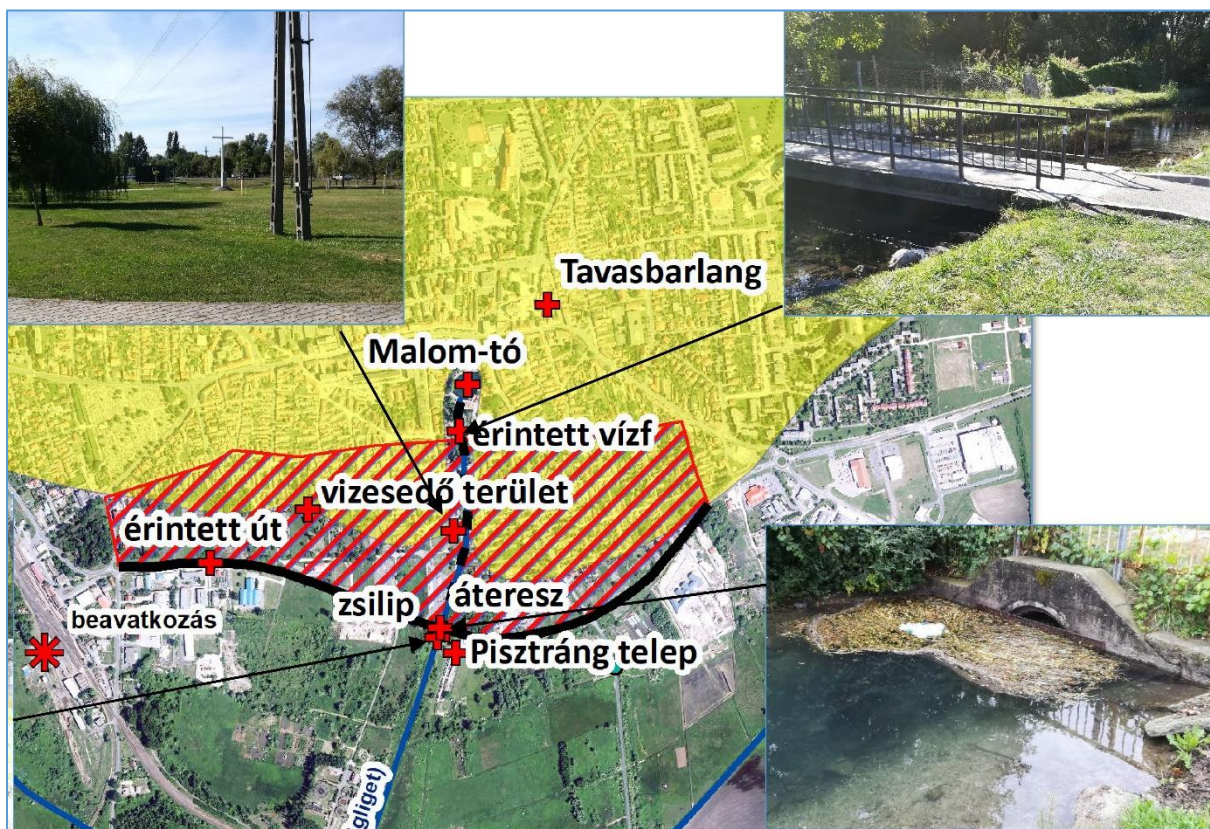 Tavasbarlang
Malom-tó
érintett vízf
vizesedő terület
érintett út
zsilip
áteresz
beavatkozás
Pisztráng telep
gliget)